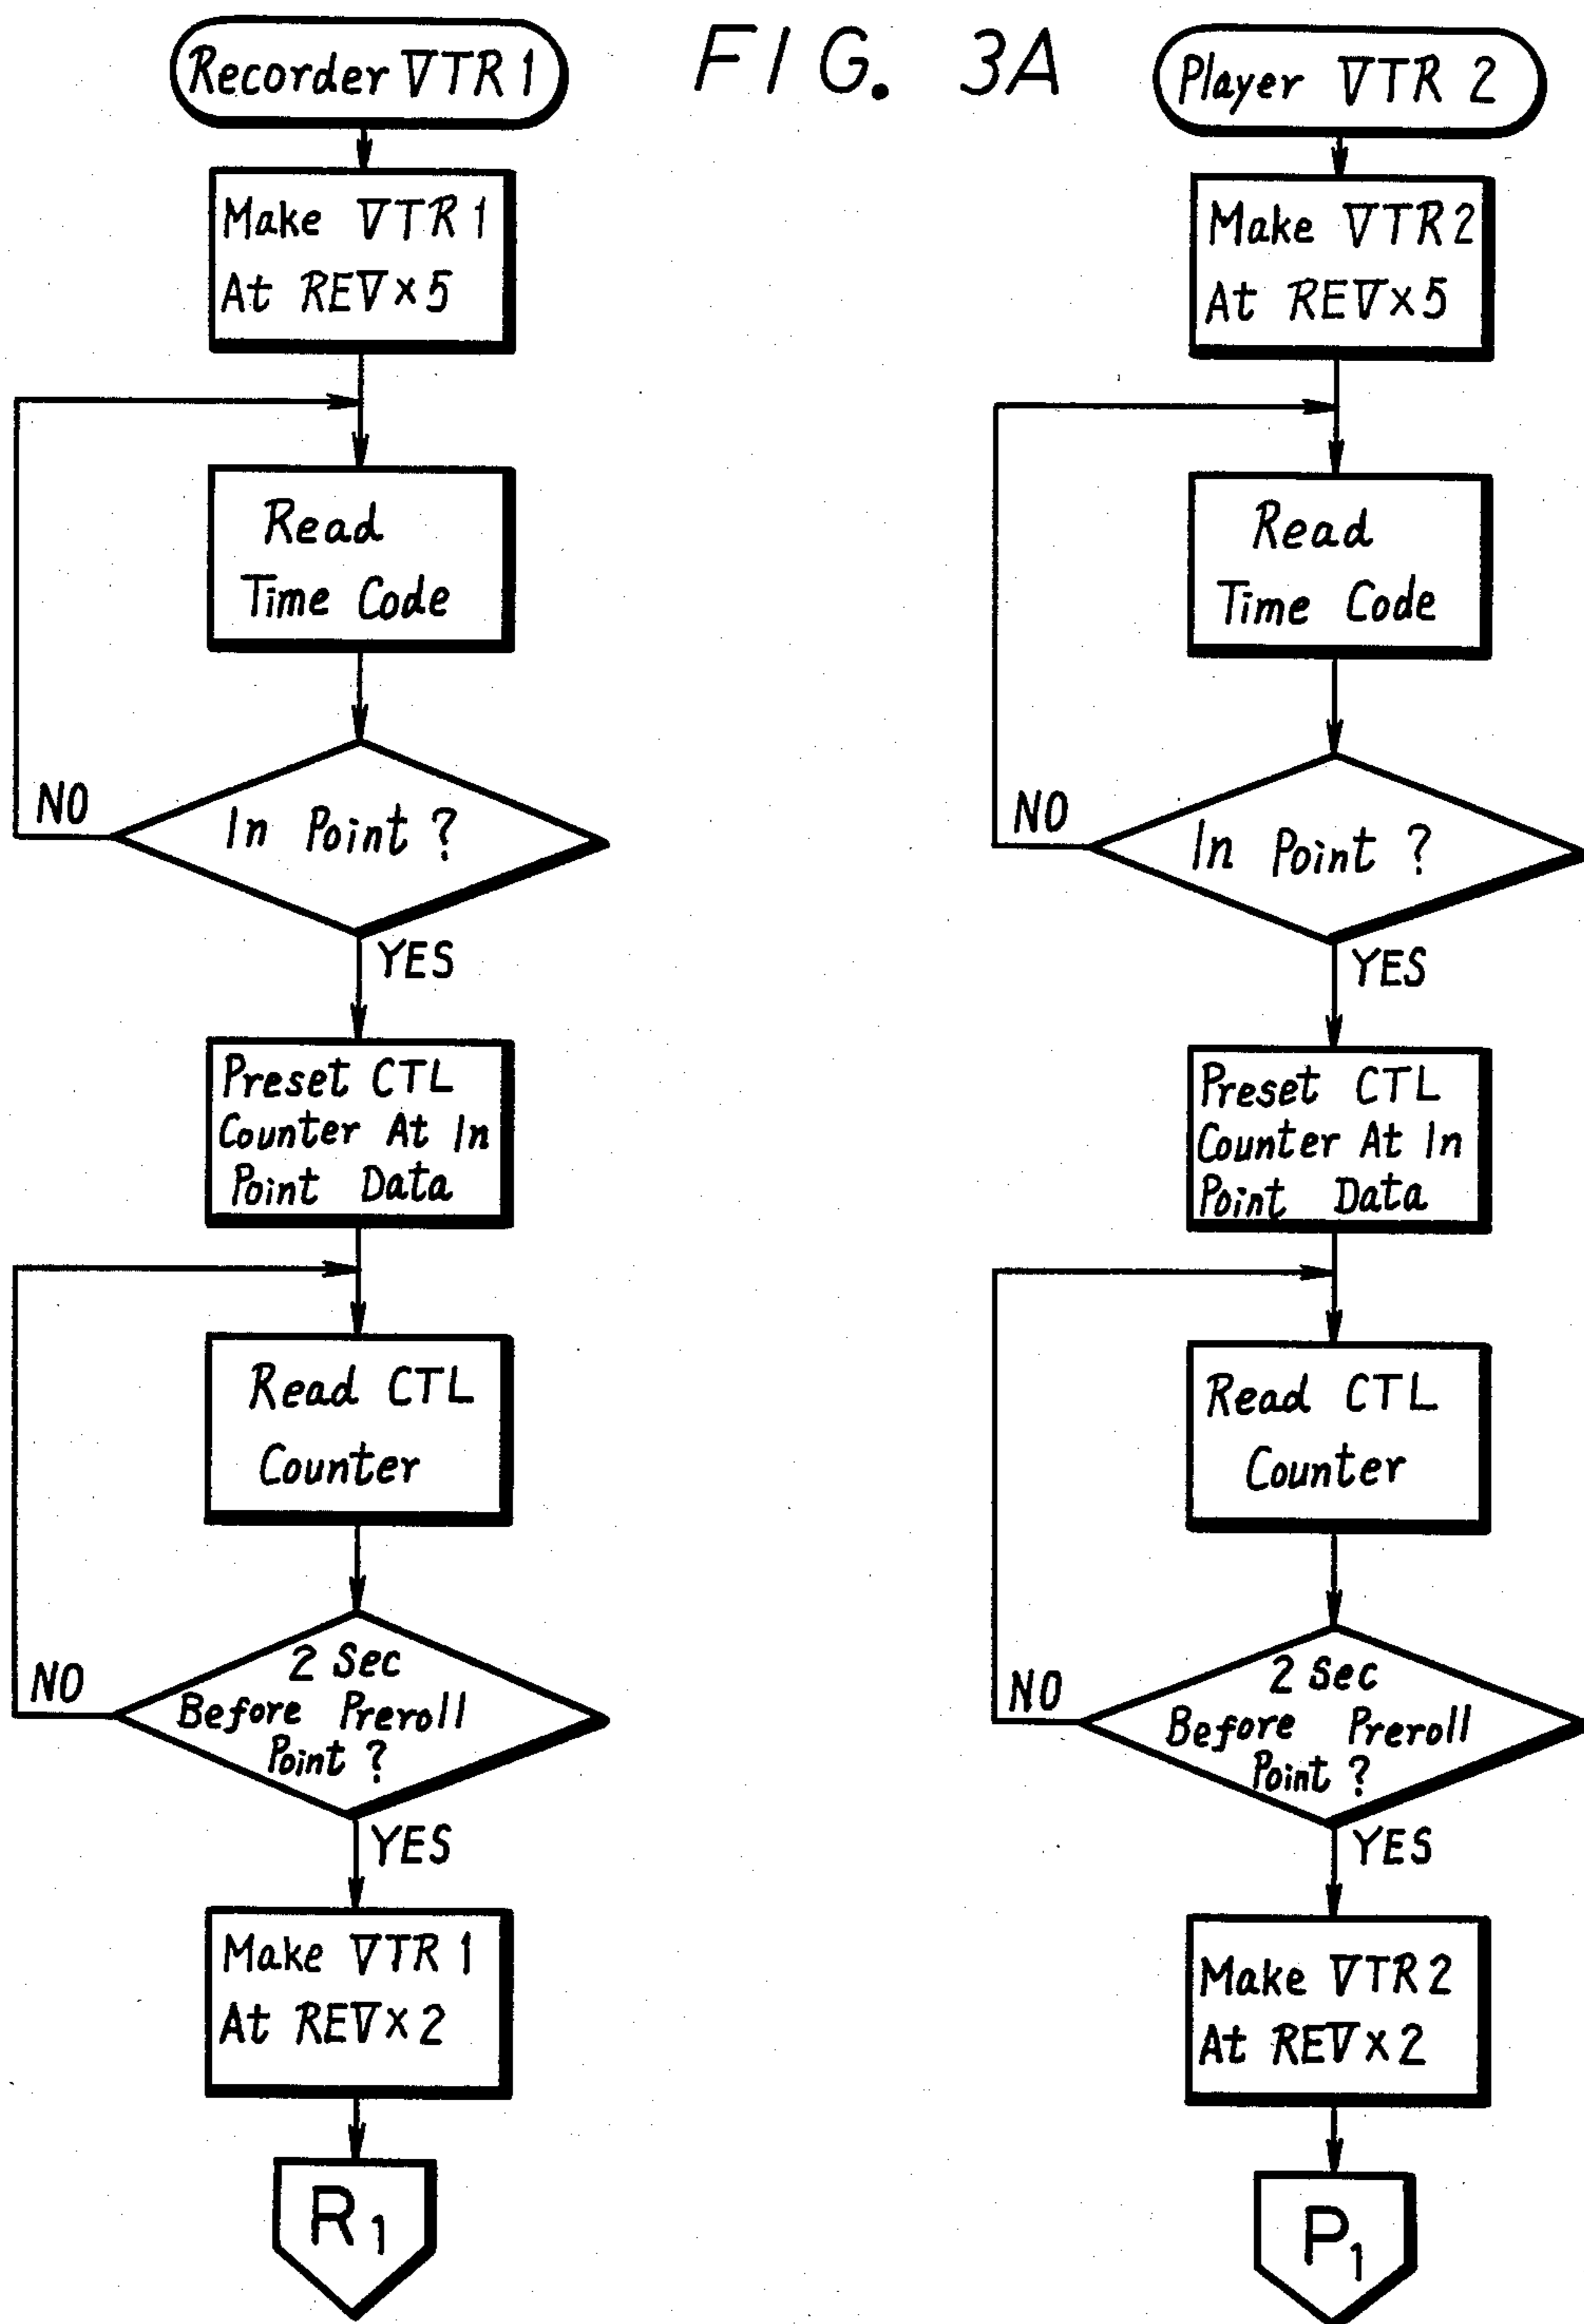 FIG. 3A
Recorder VTR 1
Make VTR 1
At REV×5
Read
Time Code
NO
In Point ?
YES
Preset CTL
Counter At In
Point Data
Read CTL
Counter
2 Sec
NO
Before Preroll
Point ?
YES
Make VTR 1
At REV×2
R1
Player VTR 2
Make VTR 2
At REV×5
Read
Time Code
NO
In Point ?
YES
Preset CTL
Counter At In
Point Data
Read CTL
Counter
2 Sec
NO
Before Preroll
Point ?
YES
Make VTR 2
At REV×2
P1